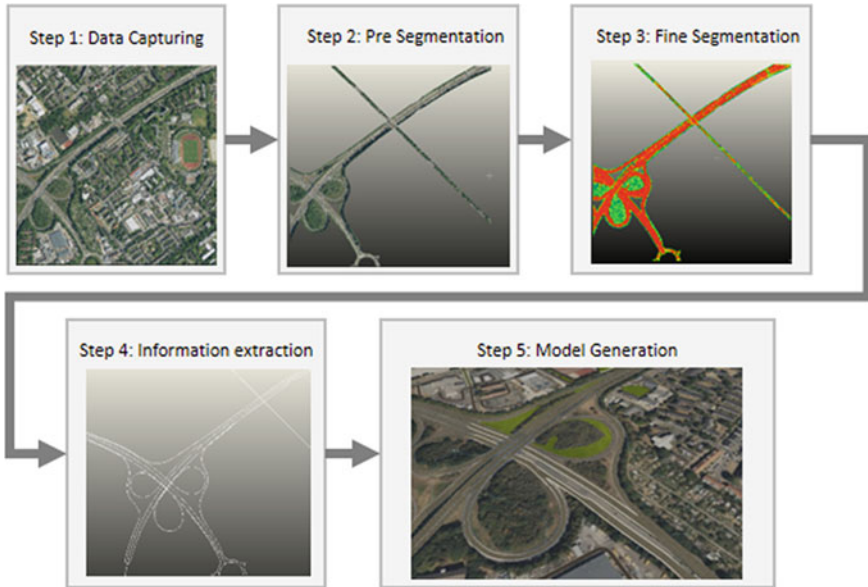 Step 1: Data Capturing
Step 2: Pre Segmentation
Step 3: Fine Segmentation
Step 4: Information extraction
Step 5: Model Generation